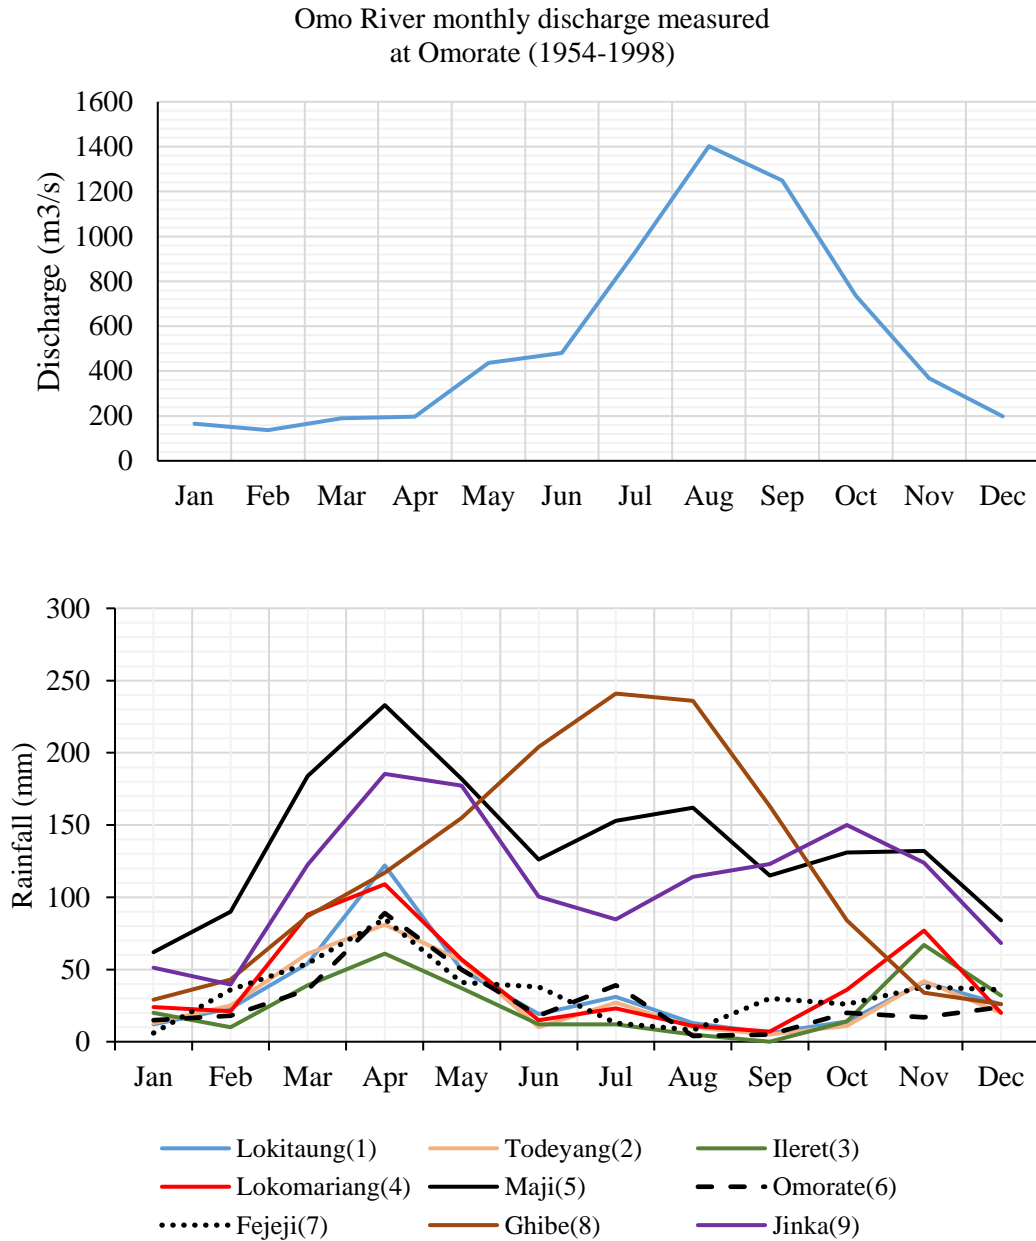 Omo River monthly discharge measured
at Omorate (1954-1998)
Discharge (m3/s)
1600
1400
1200
1000
800
600
400
200
0
Jan Feb Mar Apr May Jun Jul Aug Sep Oct Nov Dec
Rainfall (mm)
300
250
200
150
100
50
0
Jan Feb Mar Apr May Jun Jul Aug Sep Oct Nov Dec
Lokitaung(1) Todeyang(2) Ileret(3)
Lokomariang(4) Maji(5) Omorate(6)
Fejeji(7) Ghibe(8) Jinka(9)